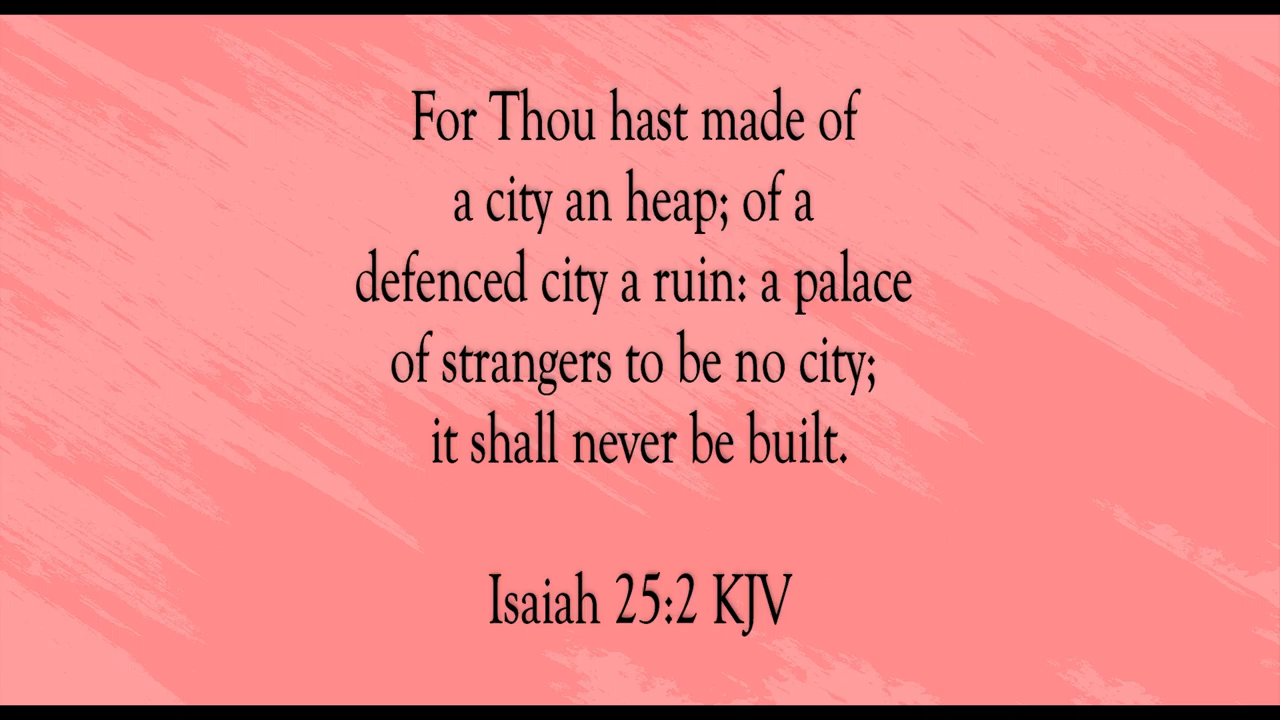 For Thou hast made of
a city an heap; of a
defenced city a ruin: a palace
of strangers to be no city;
it shall never be built.
Isaiah 25:2 KJV